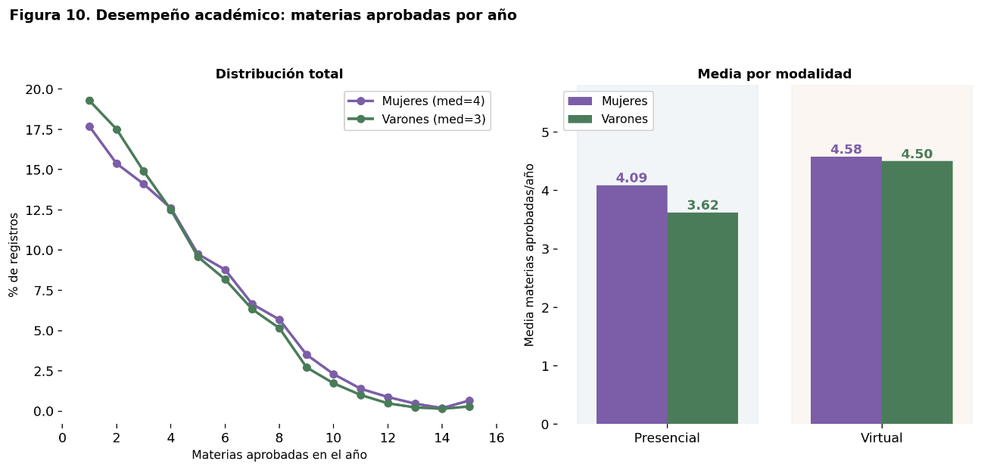 Figura 10. Desempeño académico: materias aprobadas por año
Distribución total
20.0
17.5
15.0
12.5
10.0
7.5
5.0
2.5
0.0
% de registros
Mujeres (med=4)
Varones (med=3)
0 2 4 6 8 10 12 14 16
Materias aprobadas en el año
Media por modalidad
Mujeres
Varones
5
4
3
2
1
0
Media materias aprobadas/año
4.09
3.62
4.58
4.50
Presencial
Virtual